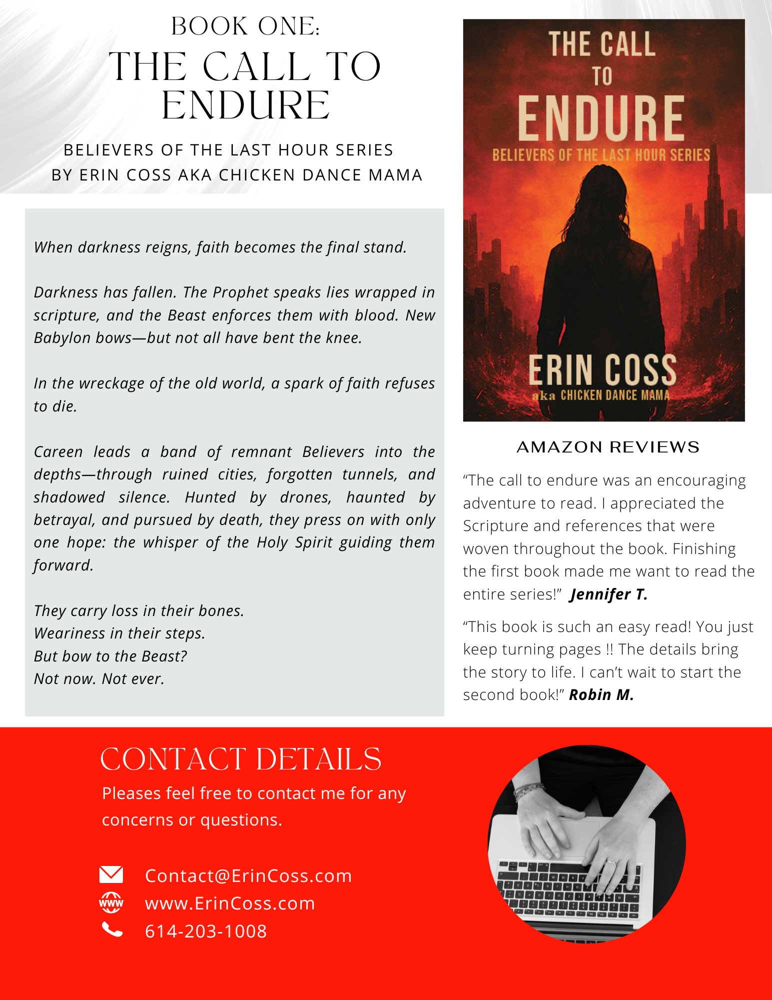 BOOK ONE:
THE CALL TO
ENDURE
BELIEVERS OF THE LAST HOUR SERIES
BY ERIN COSS AKA CHICKEN DANCE MAMA
When darkness reigns, faith becomes the final stand.
Darkness has fallen. The Prophet speaks lies wrapped in
scripture, and the Beast enforces them with blood. New
Babylon bows—but not all have bent the knee.
In the wreckage of the old world, a spark of faith refuses
to die.
Careen leads a band of remnant Believers into the
depths—through ruined cities, forgotten tunnels, and
shadowed silence. Hunted by drones, haunted by
betrayal, and pursued by death, they press on with only
one hope: the whisper of the Holy Spirit guiding them
forward.
They carry loss in their bones.
Weariness in their steps.
But bow to the Beast?
Not now. Not ever.
THE CALL
TO
ENDURE
BELIEVERS OF THE LAST HOUR SERIES
ERIN COSS
aka CHICKEN DANCE MAMA
AMAZON REVIEWS
“The call to endure was an encouraging
adventure to read. I appreciated the
Scripture and references that were
woven throughout the book. Finishing
the first book made me want to read the
entire series!” Jennifer T.
“This book is such an easy read! You just
keep turning pages !! The details bring
the story to life. I can’t wait to start the
second book!” Robin M.
CONTACT DETAILS
Pleases feel free to contact me for any
concerns or questions.
Contact@ErinCoss.com
WWW
www.ErinCoss.com
614-203-1008